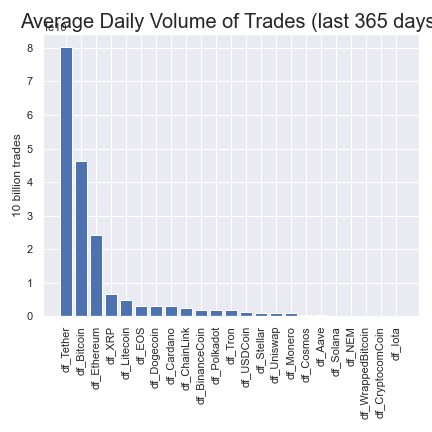 Average Daily Volume of Trades (last 365 days
8
7
6
5
4
3
2
1
0
10 billion trades
df_Tether
df_Bitcoin
df_Ethereum
df_XRP
df_Litecoin
df_EOS
df_Dogecoin
df_Cardano
df_ChainLink
df_BinanceCoin
df_Polkadot
df_Tron
df_USDCoin
df_Stellar
df_Uniswap
df_Monero
df_Cosmos
df_Aave
df_Solana
df_NEM
df_WrappedBitcoin
df_CryptocomCoin
df_Iota